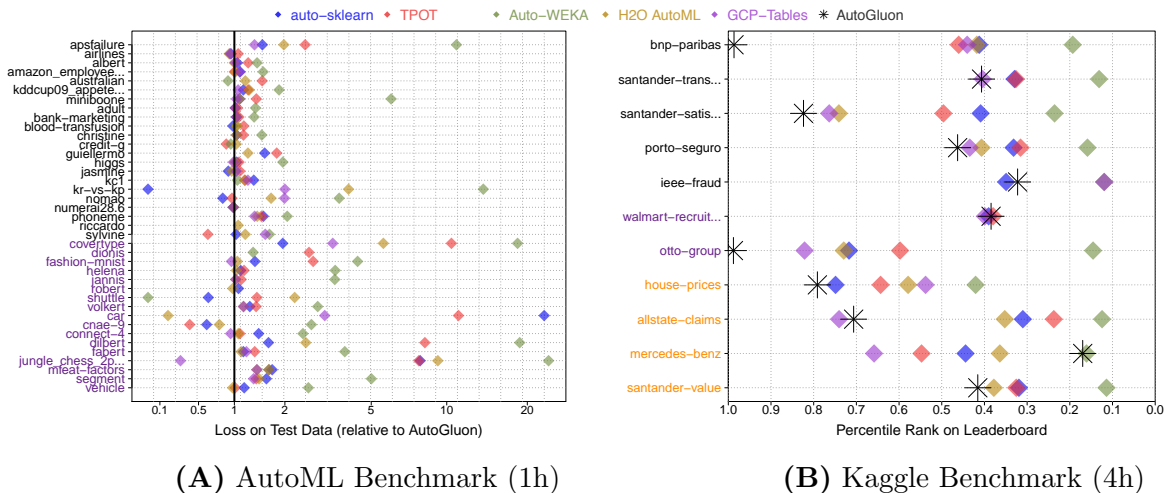 auto-sklearn TPOT Auto-WEKA H2O AutoML GCP-Tables AutoGluon
apsfailure
airlines
albert
amazon_employee...
australian
kddcup09_appete...
miniboone
adult
bank-marketing
blood-transfusion
christine
credit-g
guiellermo
higgs
jasmine
kc1
kr-vs-kp
nomao
numerai28.6
phoneme
riccardo
sylvine
covertype
dionis
fashion-mnist
helena
jannis
robert
shuttle
volkert
car
cnae-9
connect-4
dilbert
fabert
jungle_chess_2p...
mfeat-factors
segment
vehicle
0.1 0.5 1 2 5 10 20
Loss on Test Data (relative to AutoGluon)
(A) AutoML Benchmark (1h)
bnp-paribas
santander-trans...
santander-satis...
porto-seguro
ieee-fraud
walmart-recruit...
otto-group
house-prices
allstate-claims
mercedes-benz
santander-value
1.0 0.9 0.8 0.7 0.6 0.5 0.4 0.3 0.2 0.1 0.0
Percentile Rank on Leaderboard
(B) Kaggle Benchmark (4h)